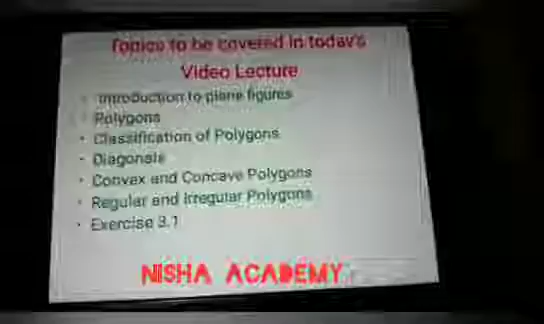 Topics to be covered in today's
Video Lecture
• Introduction to plane figures
• Polygons
• Classification of Polygons
• Diagonals
• Convex and Concave Polygons
• Regular and Irregular Polygons
• Exercise 3.1
NISHA ACADEMY